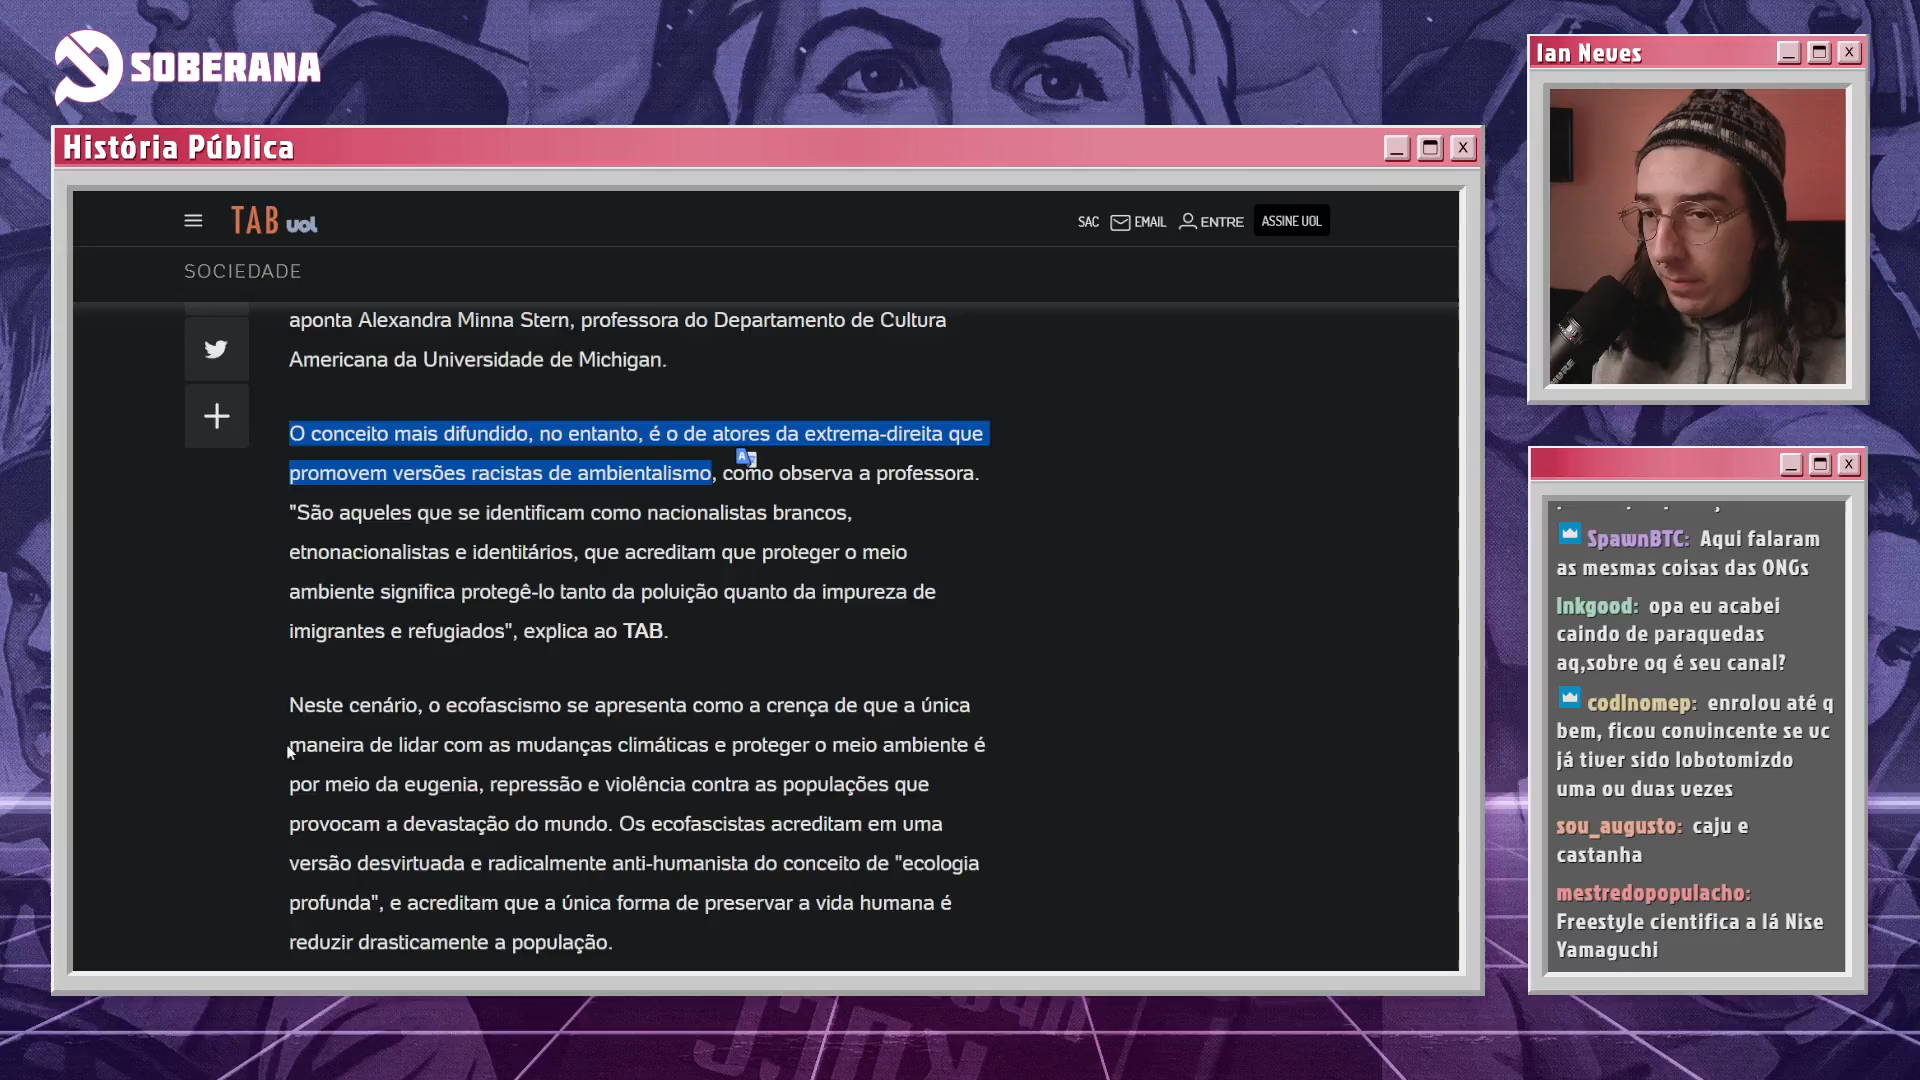 SOBERANA
História Pública
TAB uol
SAC EMAIL ENTRE ASSINE UOL
SOCIEDADE
aponta Alexandra Minna Stern, professora do Departamento de Cultura
Americana da Universidade de Michigan.
O conceito mais difundido, no entanto, é o de atores da extrema-direita que
promovem versões racistas de ambientalismo, como observa a professora.
"São aqueles que se identificam como nacionalistas brancos,
etnonacionalistas e identitários, que acreditam que proteger o meio
ambiente significa protegê-lo tanto da poluição quanto da impureza de
imigrantes e refugiados", explica ao TAB.
Neste cenário, o ecofascismo se apresenta como a crença de que a única
maneira de lidar com as mudanças climáticas e proteger o meio ambiente é
por meio da eugenia, repressão e violência contra as populações que
provocam a devastação do mundo. Os ecofascistas acreditam em uma
versão desvirtuada e radicalmente anti-humanista do conceito de "ecologia
profunda", e acreditam que a única forma de preservar a vida humana é
reduzir drasticamente a população.
Ian Neves
SpawnBTC: Aqui falaram
as mesmas coisas das ONGs
lnkgood: opa eu acabei
caindo de paraquedas
aq,sobre oq é seu canal?
codinomep: enrolou até q
bem, ficou convincente se vc
já tiver sido lobotomizdo
uma ou duas vezes
sou_augusto: caju e
castanha
mestredopopulacho:
Freestyle cientifica a lá Nise
Yamaguchi